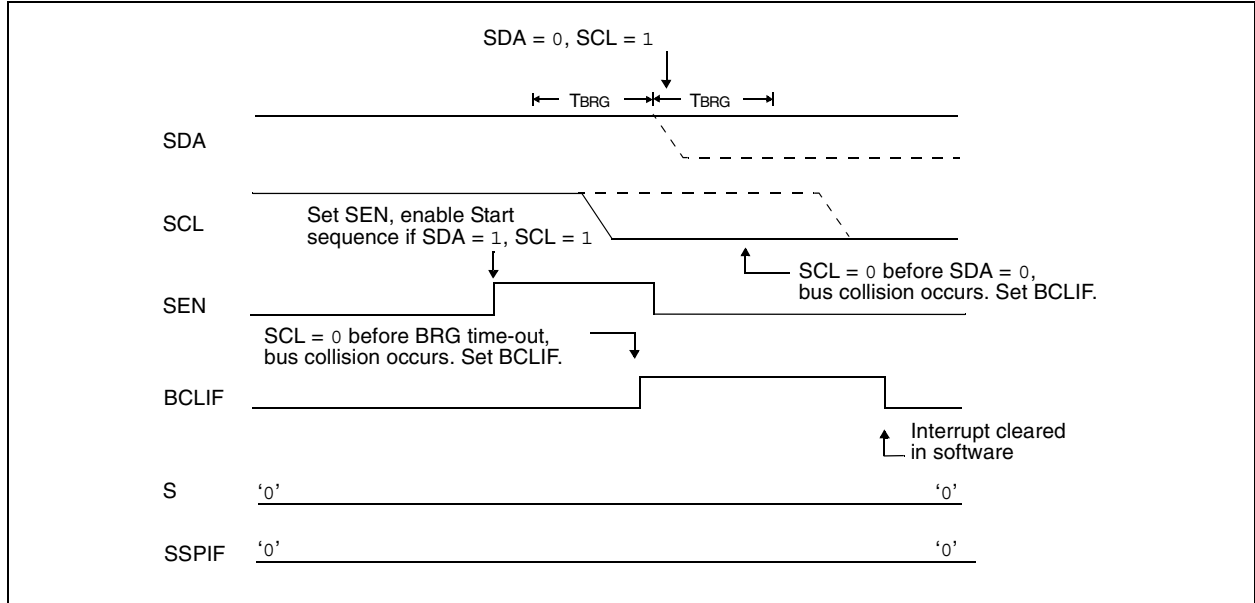 SDA = 0, SCL = 1
TBRG TBRG
SDA
SCL
Set SEN, enable Start
sequence if SDA = 1, SCL = 1
SCL = 0 before SDA = 0,
bus collision occurs. Set BCLIF.
SEN
SCL = 0 before BRG time-out,
bus collision occurs. Set BCLIF.
BCLIF
Interrupt cleared
in software
S ‘0’ ‘0’
SSPIF ‘0’ ‘0’